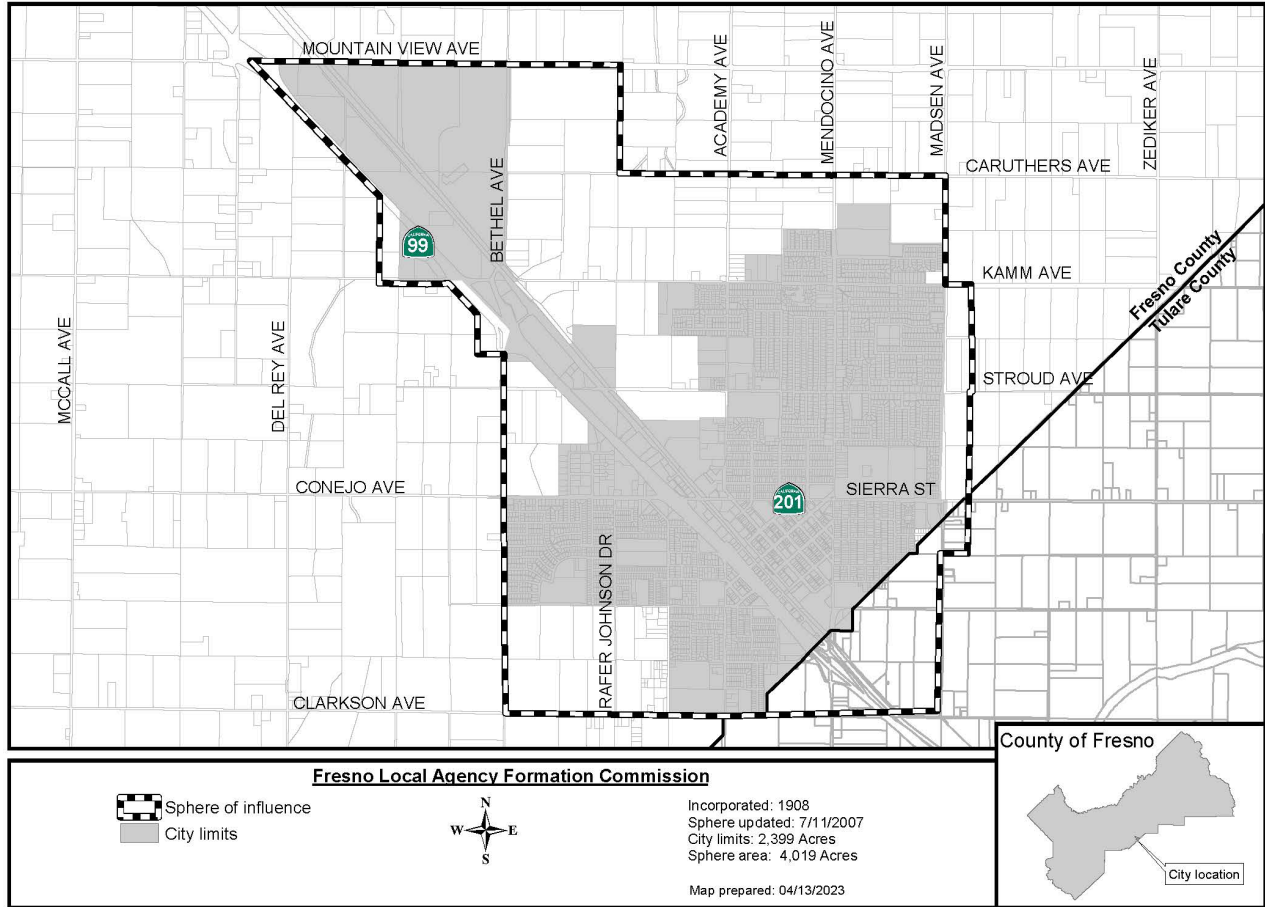 MOUNTAIN VIEW AVE
ACADEMY AVE
MENDOCINO AVE
MADSEN AVE
ZEDIKER AVE
CARUTHERS AVE
BETHEL AVE
CALIFORNIA
99
KAMM AVE
Fresno County
Tulare County
MCCALL AVE
DEL REY AVE
STROUD AVE
CONEJO AVE
CALIFORNIA
201
SIERRA ST
RAFER JOHNSON DR
CLARKSON AVE
County of Fresno
City location
Fresno Local Agency Formation Commission
Sphere of influence
City limits
N
W E
S
Incorporated: 1908
Sphere updated: 7/11/2007
City limits: 2,399 Acres
Sphere area: 4,019 Acres
Map prepared: 04/13/2023